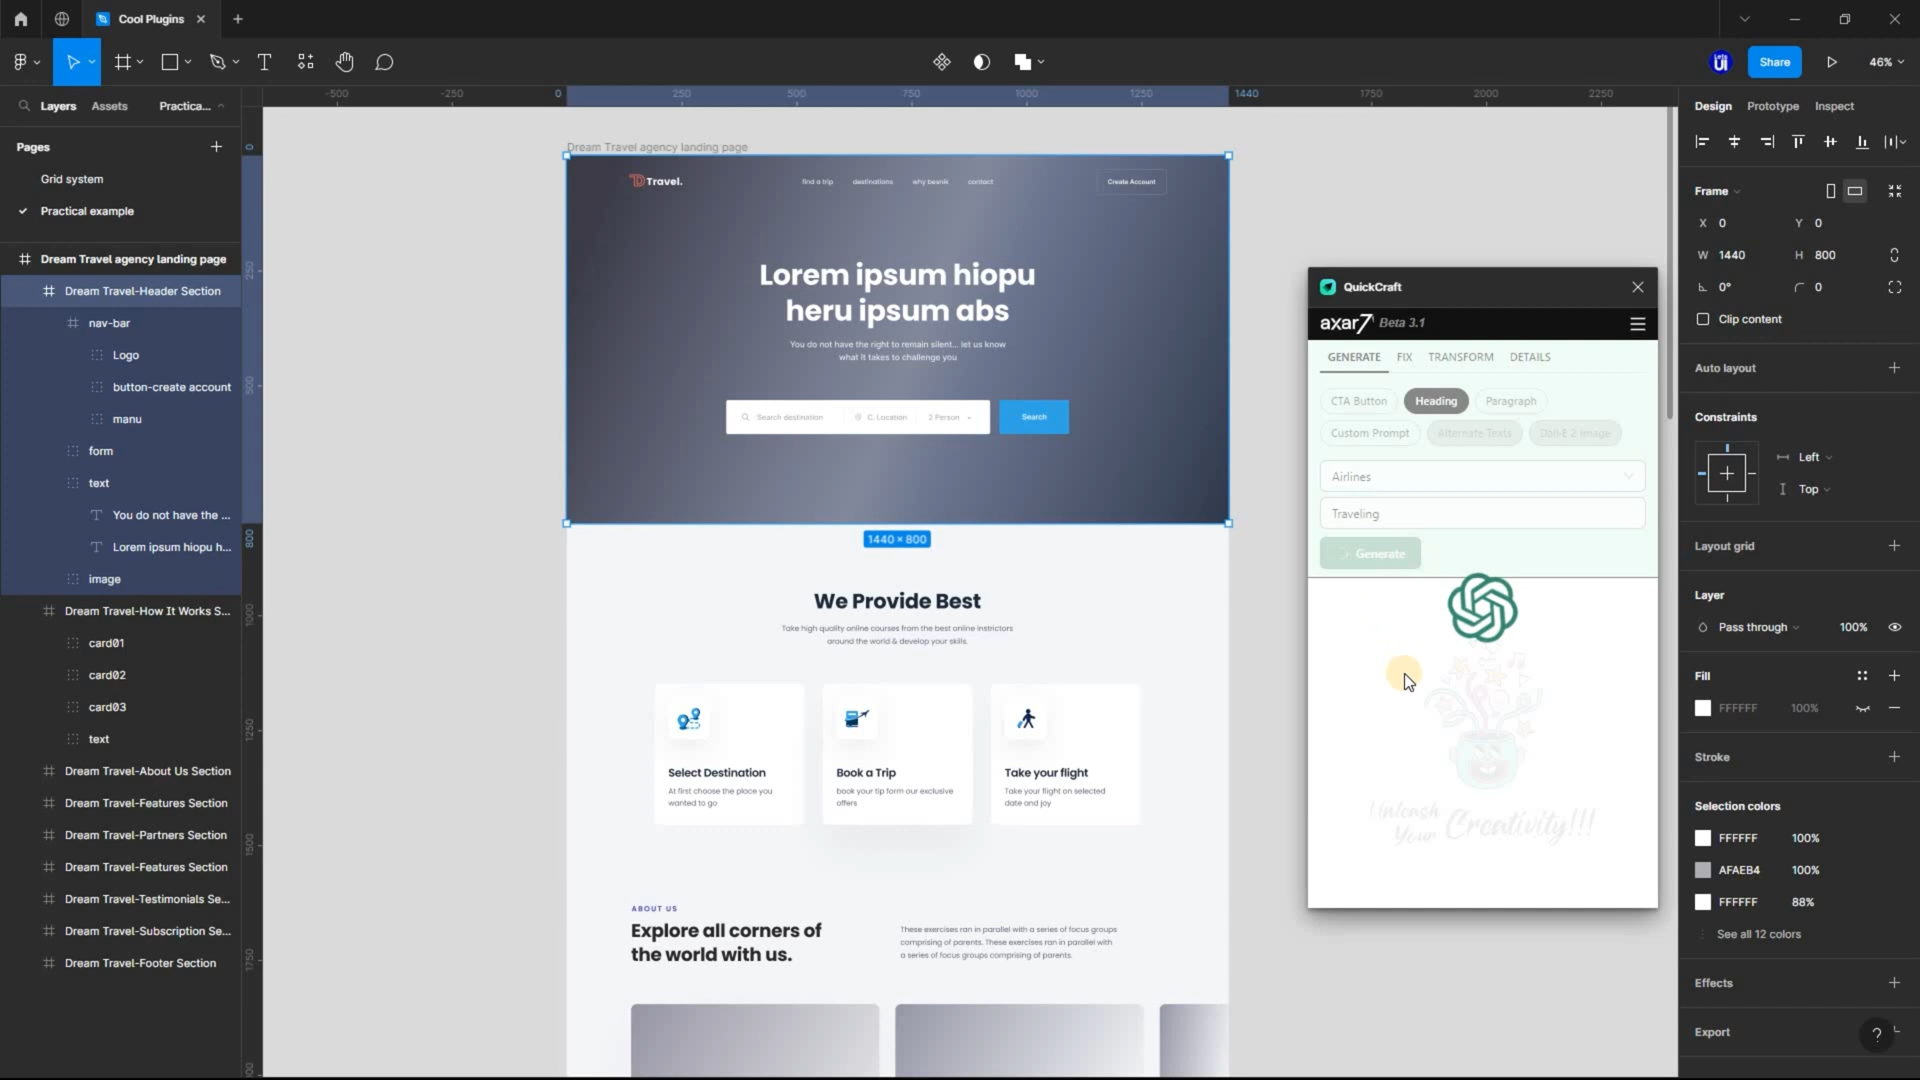 Cool Plugins
Share
46%
Layers
Assets
Practica...
Pages
Grid system
Practical example
Dream Travel agency landing page
Dream Travel-Header Section
nav-bar
Logo
button-create account
manu
form
text
You do not have the ...
Lorem ipsum hiopu h...
image
Dream Travel-How It Works S...
card01
card02
card03
text
Dream Travel-About Us Section
Dream Travel-Features Section
Dream Travel-Partners Section
Dream Travel-Features Section
Dream Travel-Testimonials Se...
Dream Travel-Subscription Se...
Dream Travel-Footer Section
-500 -250 0 250 500 750 1000 1250 1440 1750 2000 2250
0
250
500
800
1000
1250
1500
1750
Dream Travel agency landing page
Travel.
find a trip destinations why besnik contact
Create Account
Lorem ipsum hiopu
heru ipsum abs
You do not have the right to remain silent... let us know
what it takes to challenge you
Search destination C. Location 2 Person
Search
1440 × 800
We Provide Best
Take high quality online courses from the best online instrictors
around the world & develop your skills.
Select Destination
At first choose the place you
wanted to go
Book a Trip
book your tip form our exclusive
offers
Take your flight
Take your flight on selected
date and joy
ABOUT US
Explore all corners of
the world with us.
These exercises ran in parallel with a series of focus groups
comprising of parents. These exercises ran in parallel with
a series of focus groups comprising of parents.
QuickCraft
axar7 Beta 3.1
GENERATE FIX TRANSFORM DETAILS
CTA Button Heading Paragraph
Custom Prompt Alternate Texts Dall-E 2 Image
Airlines
Traveling
Generate
Unleash
Your Creativity!!!
Design Prototype Inspect
Frame
X 0 Y 0
W 1440 H 800
0° 0
Clip content
Auto layout
Constraints
Left
Top
Layout grid
Layer
Pass through 100%
Fill
FFFFFF 100%
Stroke
Selection colors
FFFFFF 100%
AFAEB4 100%
FFFFFF 88%
See all 12 colors
Effects
Export
?